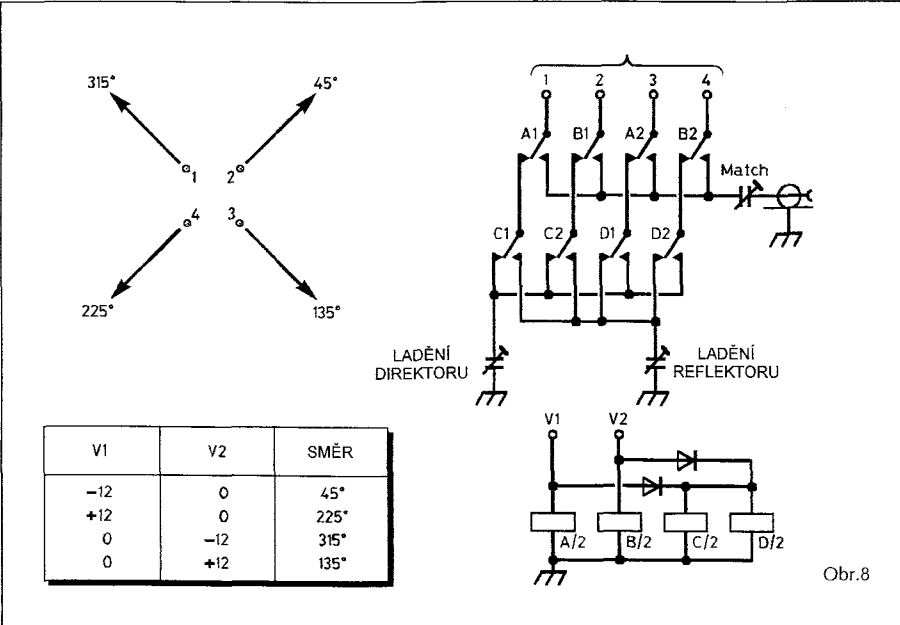 315°
45°
1
2
4
3
225°
135°
1 2 3 4
A1 B1 A2 B2
Match
C1 C2 D1 D2
LADĚNÍ
DIREKTORU
LADĚNÍ
REFLEKTORU
V1 V2
A/2 B/2 C/2 D/2
V1 V2 SMĚR
−12 0 45°
+12 0 225°
0 −12 315°
0 +12 135°
Obr.8